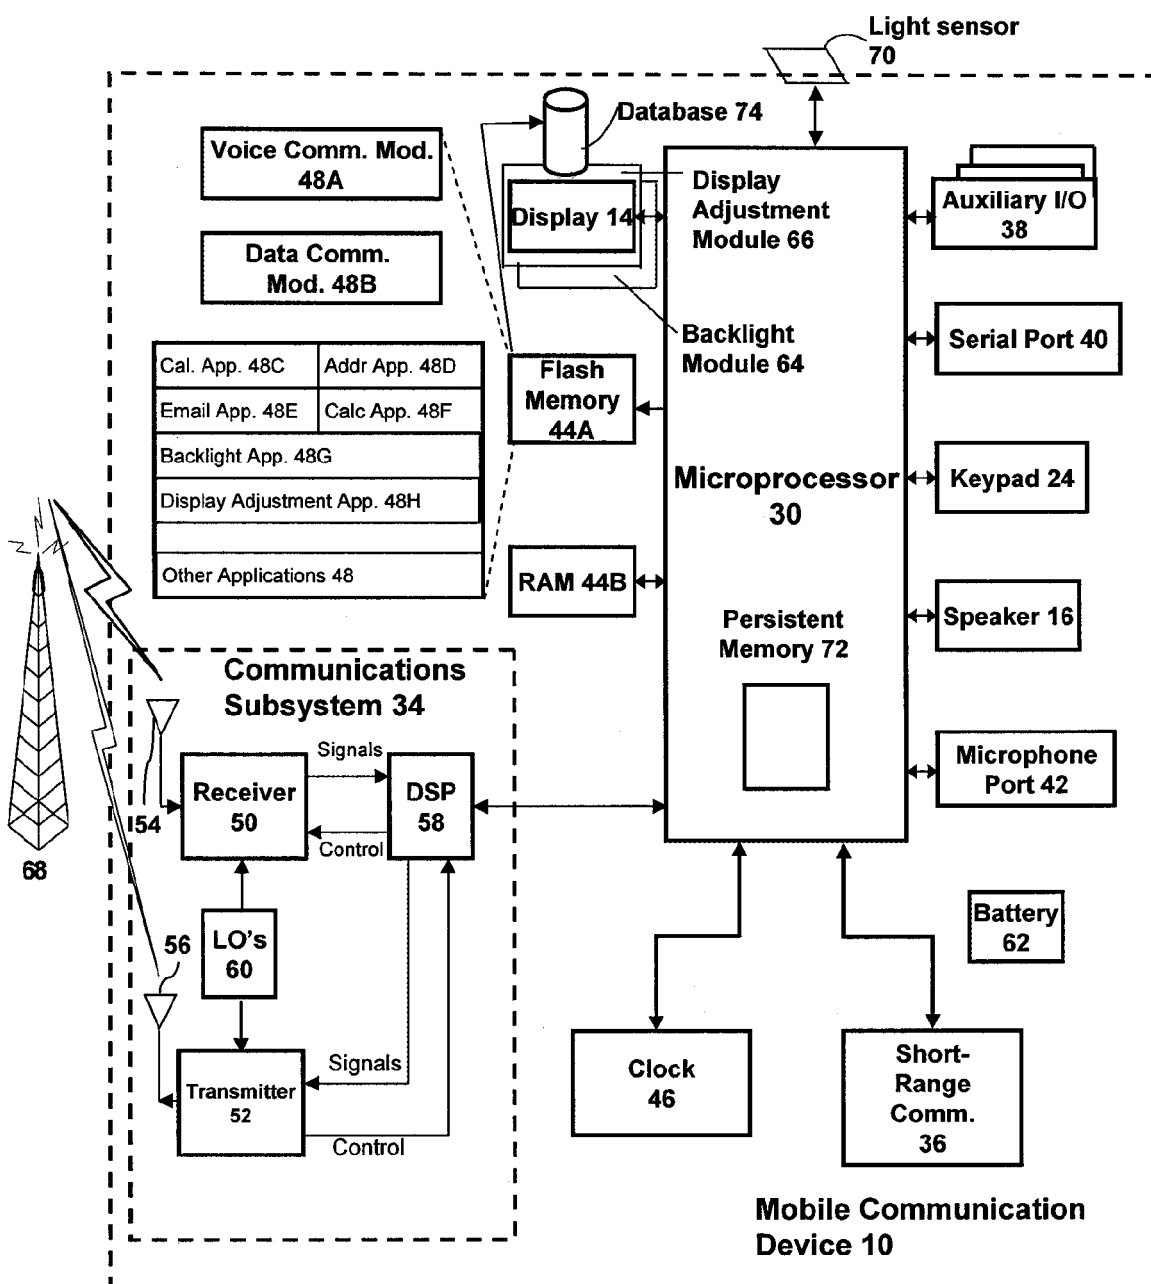 Light sensor
70
Database 74
Voice Comm. Mod.
48A
Display
Adjustment
Module 66
Auxiliary I/O
38
Display 14
Data Comm.
Mod. 48B
Backlight
Module 64
Serial Port 40
Cal. App. 48C
Addr App. 48D
Email App. 48E
Calc App. 48F
Backlight App. 48G
Display Adjustment App. 48H
Other Applications 48
Flash
Memory
44A
Microprocessor
30
Keypad 24
RAM 44B
Speaker 16
Persistent
Memory 72
Communications
Subsystem 34
Microphone
Port 42
Signals
Receiver
50
DSP
58
Control
54
68
LO's
60
56
Battery
62
Signals
Transmitter
52
Control
Clock
46
Short-
Range
Comm.
36
Mobile Communication
Device 10